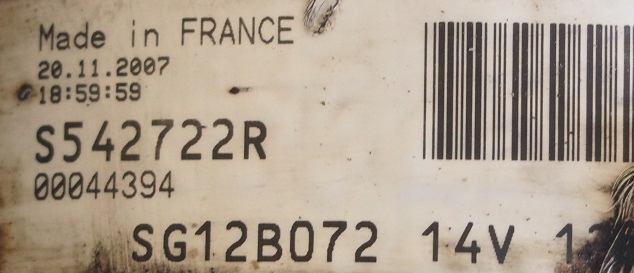 Made in FRANCE
20.11.2007
18:59:59
S542722R
00044394
SG12B072 14V